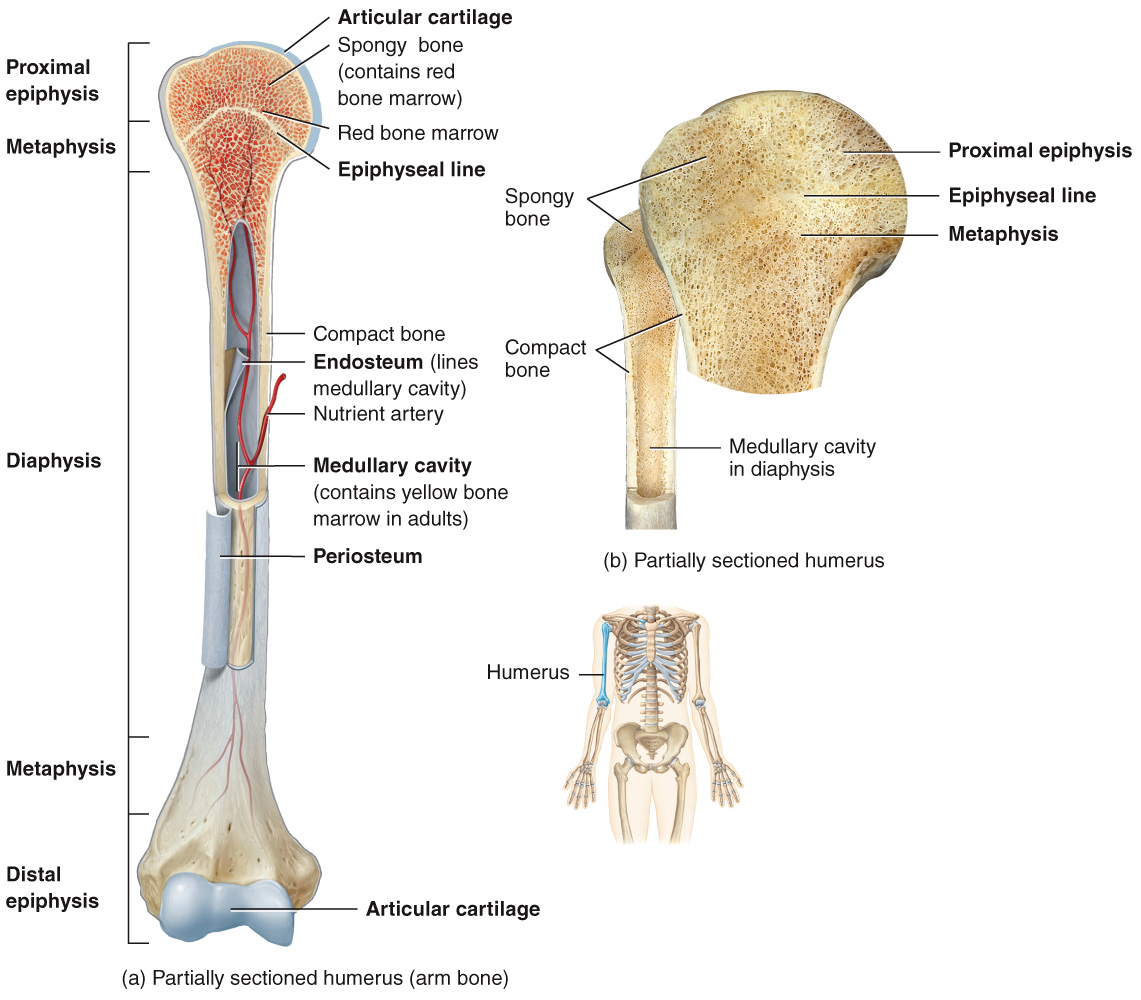 Proximal
epiphysis
Metaphysis
Diaphysis
Metaphysis
Distal
epiphysis
Articular cartilage
Spongy bone
(contains red
bone marrow)
Red bone marrow
Epiphyseal line
Compact bone
Endosteum (lines
medullary cavity)
Nutrient artery
Medullary cavity
(contains yellow bone
marrow in adults)
Periosteum
Articular cartilage
(a) Partially sectioned humerus (arm bone)
Spongy
bone
Compact
bone
Proximal epiphysis
Epiphyseal line
Metaphysis
Medullary cavity
in diaphysis
(b) Partially sectioned humerus
Humerus